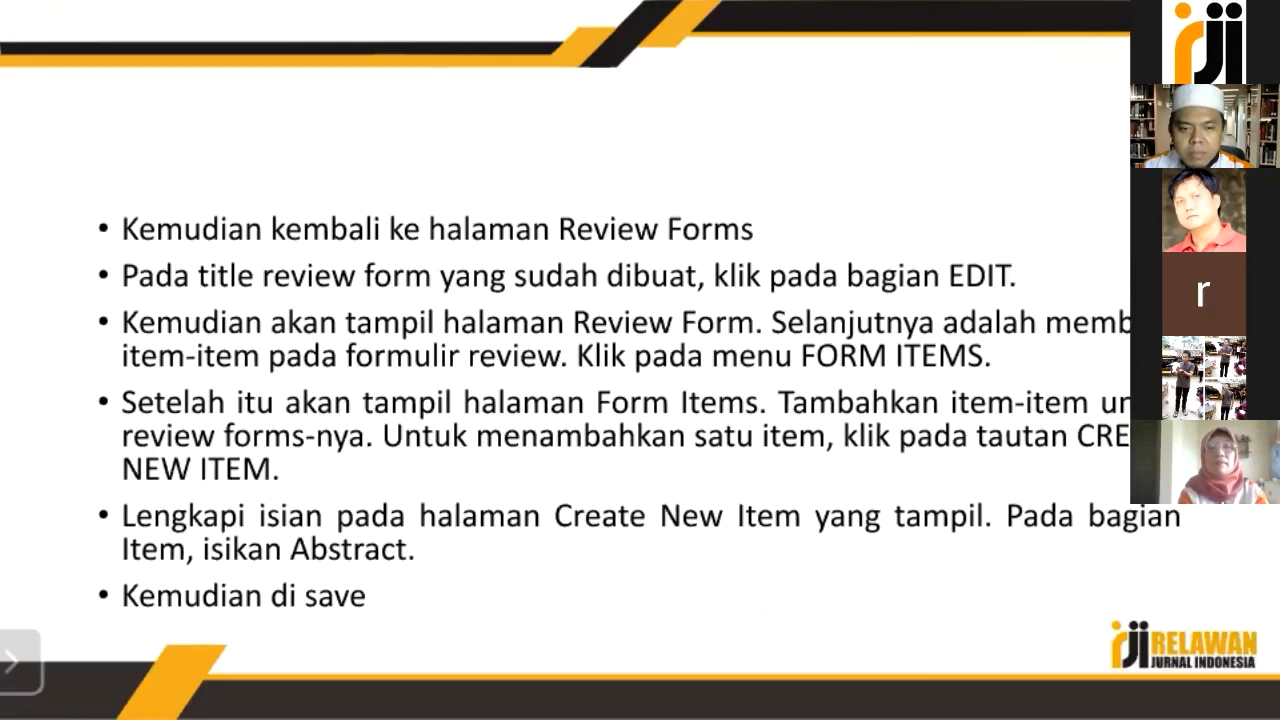 • Kemudian kembali ke halaman Review Forms
• Pada title review form yang sudah dibuat, klik pada bagian EDIT.
• Kemudian akan tampil halaman Review Form. Selanjutnya adalah
item-item pada formulir review. Klik pada menu FORM ITEMS.
• Setelah itu akan tampil halaman Form Items. Tambahkan item-item
review forms-nya. Untuk menambahkan satu item, klik pada tautan
NEW ITEM.
• Lengkapi isian pada halaman Create New Item yang tampil. Pada bagian
Item, isikan Abstract.
• Kemudian di save
rji
r
rji RELAWAN
JURNAL INDONESIA